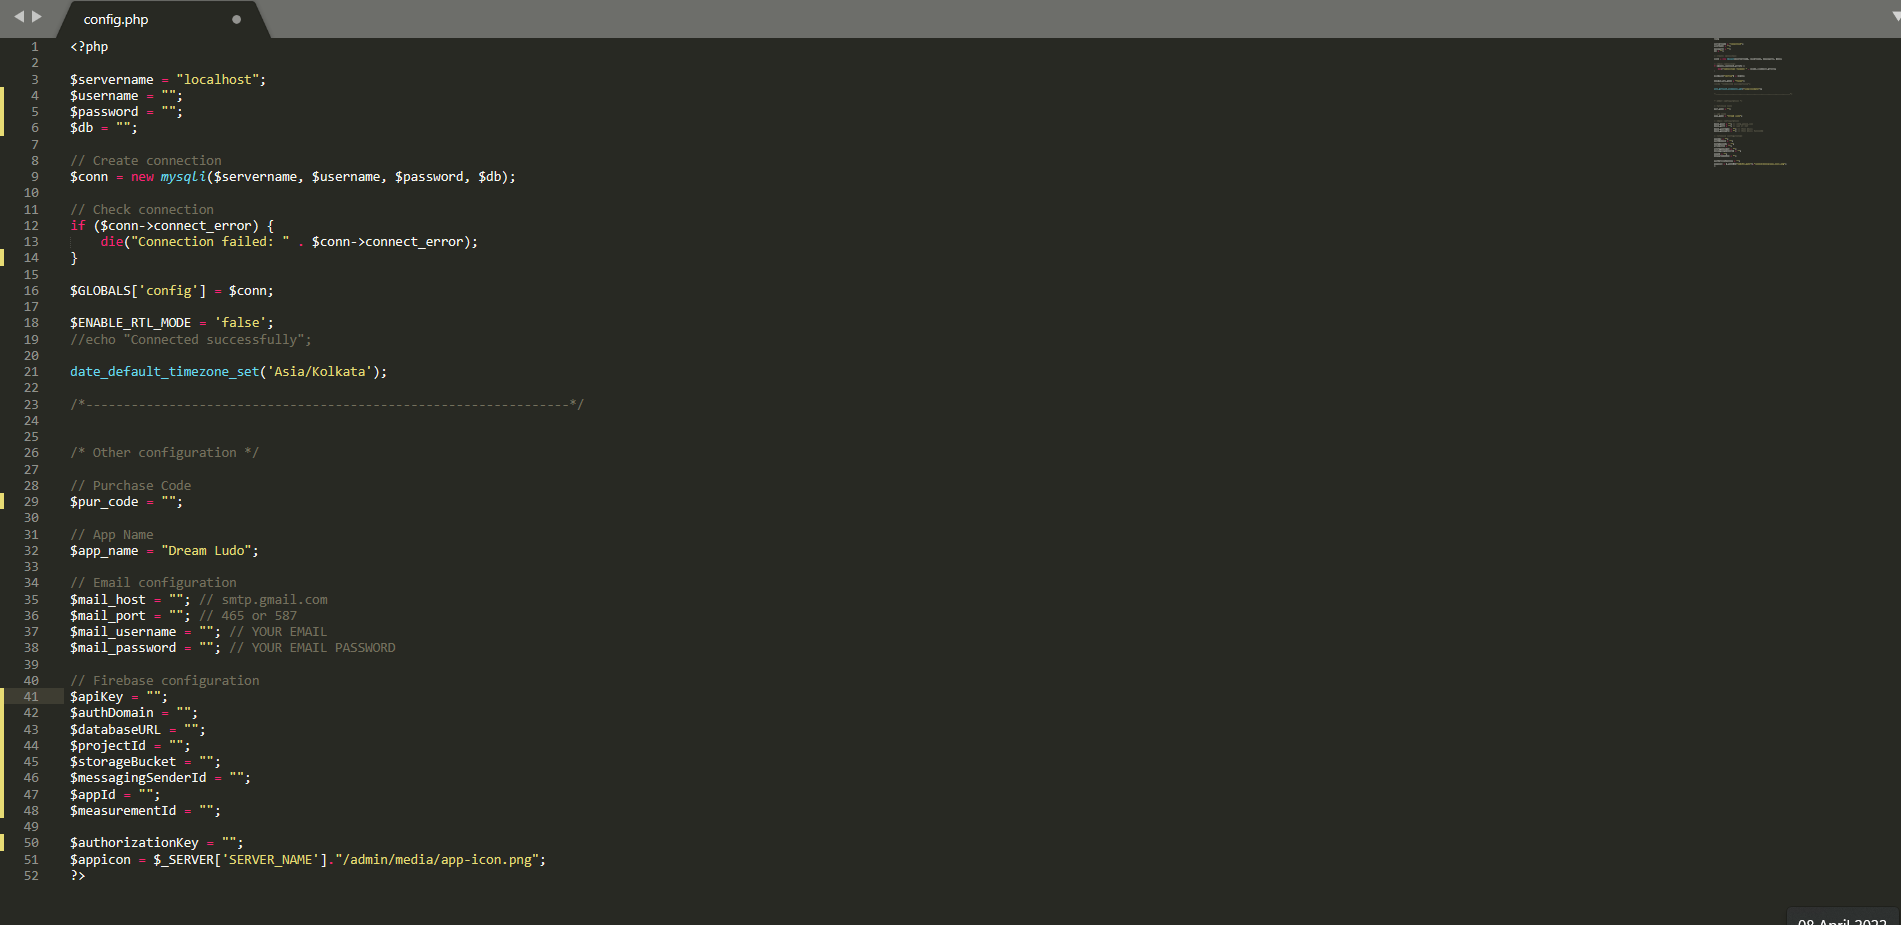 config.php
1 <?php
2
3 $servername = "localhost";
4 $username = "";
5 $password = "";
6 $db = "";
7
8 // Create connection
9 $conn = new mysqli($servername, $username, $password, $db);
10
11 // Check connection
12 if ($conn->connect_error) {
13     die("Connection failed: " . $conn->connect_error);
14 }
15
16 $GLOBALS['config'] = $conn;
17
18 $ENABLE_RTL_MODE = 'false';
19 //echo "Connected successfully";
20
21 date_default_timezone_set('Asia/Kolkata');
22
23 /*----------------------------------------------------------------*/
24
25
26 /* Other configuration */
27
28 // Purchase Code
29 $pur_code = "";
30
31 // App Name
32 $app_name = "Dream Ludo";
33
34 // Email configuration
35 $mail_host = ""; // smtp.gmail.com
36 $mail_port = ""; // 465 or 587
37 $mail_username = ""; // YOUR EMAIL
38 $mail_password = ""; // YOUR EMAIL PASSWORD
39
40 // Firebase configuration
41 $apiKey = "";
42 $authDomain = "";
43 $databaseURL = "";
44 $projectId = "";
45 $storageBucket = "";
46 $messagingSenderId = "";
47 $appId = "";
48 $measurementId = "";
49
50 $authorizationKey = "";
51 $appicon = $_SERVER['SERVER_NAME']."/admin/media/app-icon.png";
52 ?>
08 April 2022